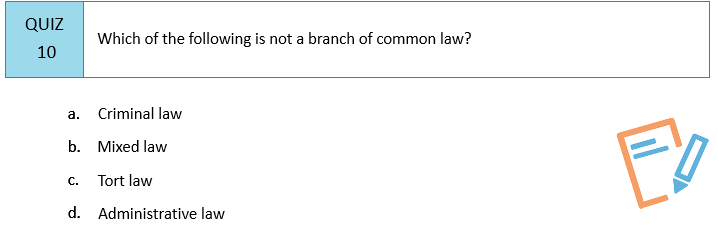 QUIZ
10
Which of the following is not a branch of common law?
a. Criminal law
b. Mixed law
c. Tort law
d. Administrative law